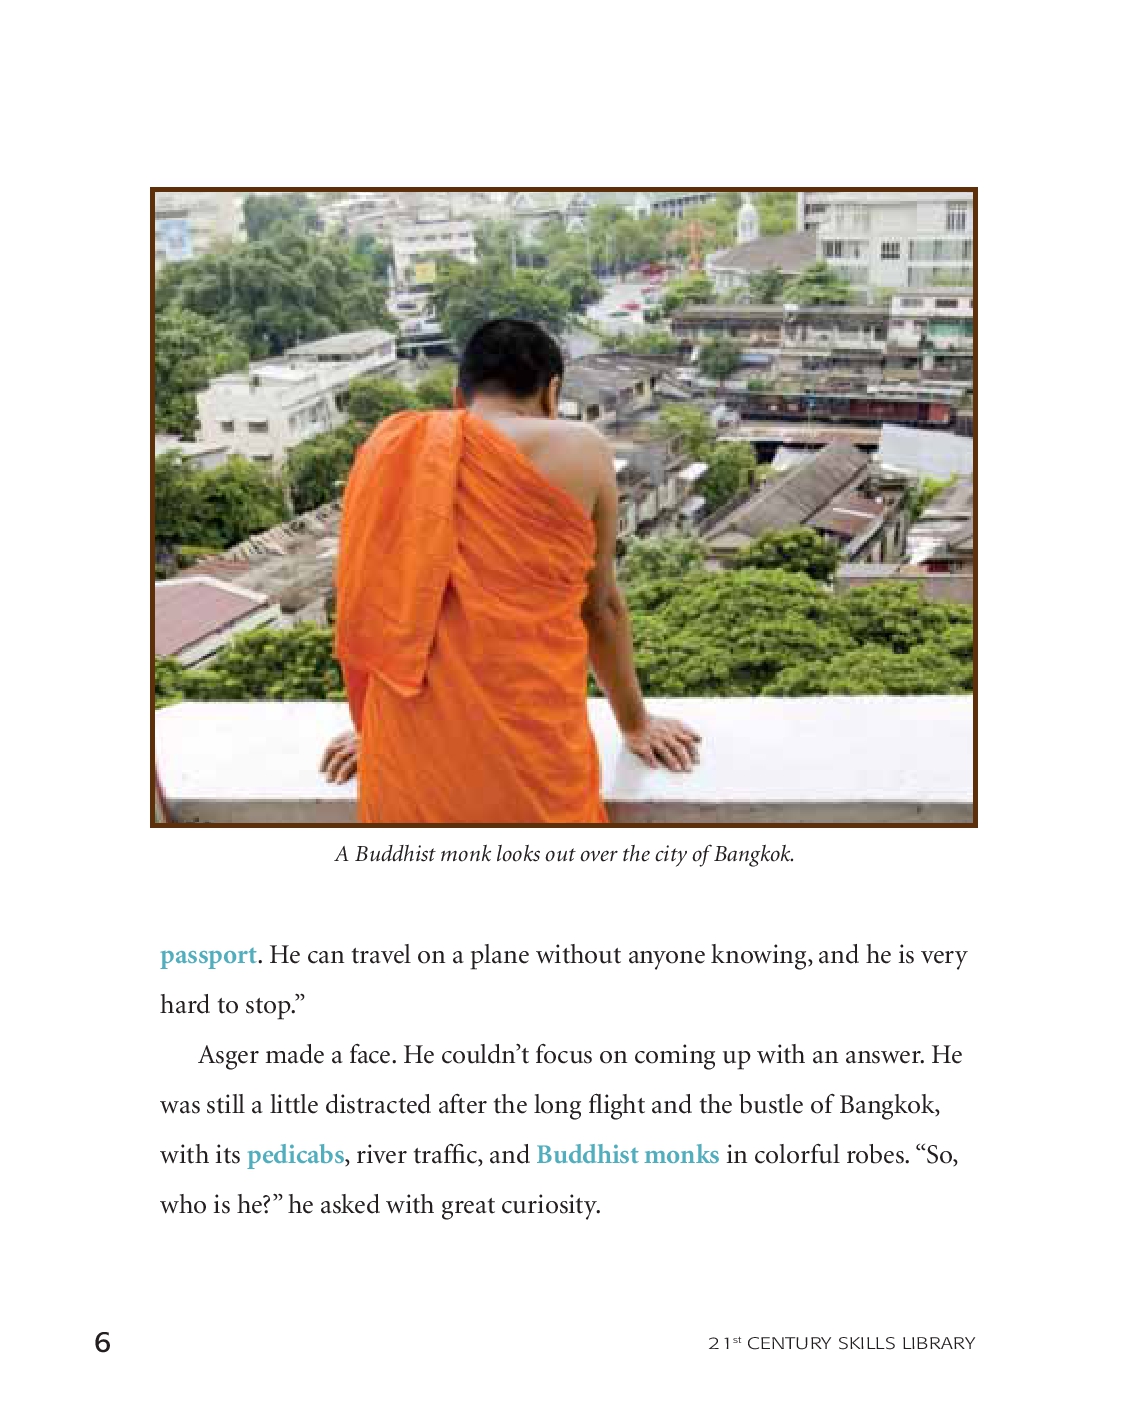 A Buddhist monk looks out over the city of Bangkok.
passport. He can travel on a plane without anyone knowing, and he is very
hard to stop.”
Asger made a face. He couldn’t focus on coming up with an answer. He
was still a little distracted after the long flight and the bustle of Bangkok,
with its pedicabs, river traffic, and Buddhist monks in colorful robes. “So,
who is he?” he asked with great curiosity.
6
21st CENTURY SKILLS LIBRARY